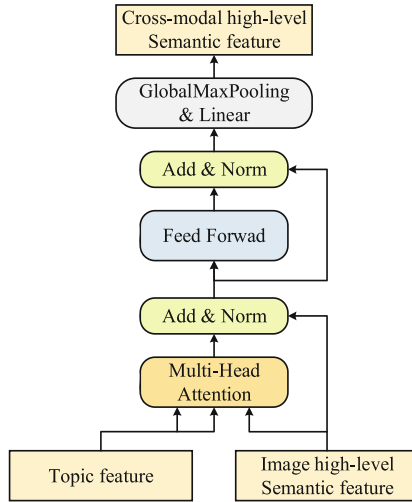 Cross-modal high-level
Semantic feature
GlobalMaxPooling
& Linear
Add & Norm
Feed Forwad
Add & Norm
Multi-Head
Attention
Topic feature
Image high-level
Semantic feature